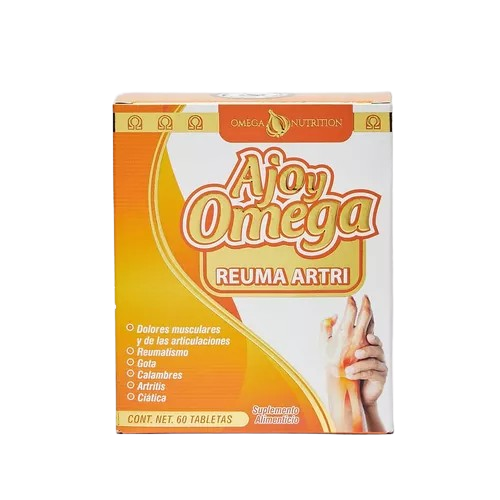 OMEGA NUTRITION
Ajo y
Omega
REUMA ARTRI
Dolores musculares
y de las articulaciones
Reumatismo
Gota
Calambres
Artritis
Ciática
CONT. NET. 60 TABLETAS
Suplemento
Alimenticio